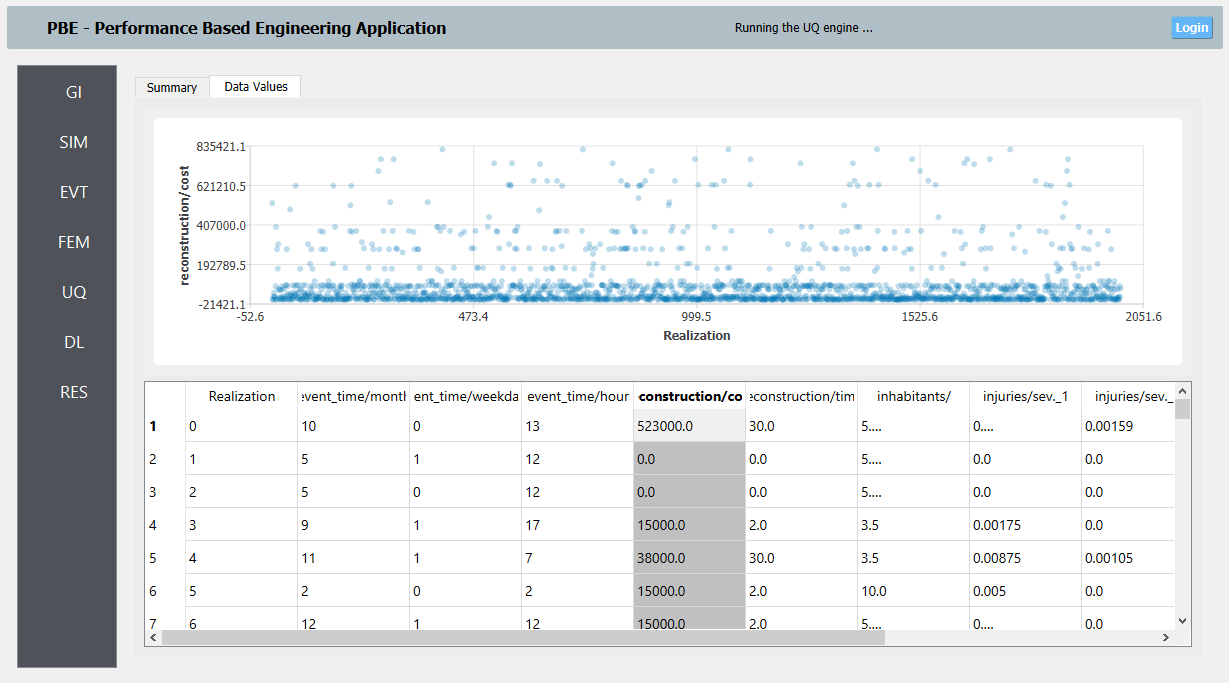 PBE - Performance Based Engineering Application
Running the UQ engine ...
Login
GI
SIM
EVT
FEM
UQ
DL
RES
Summary
Data Values
835421.1
621210.5
407000.0
192789.5
-21421.1
reconstruction/cost
-52.6 473.4 999.5 1525.6 2051.6
Realization
Realization event_time/month ent_time/weekda event_time/hour construction/co econstruction/tim inhabitants/ injuries/sev._1 injuries/sev._
1 0 10 0 13 523000.0 30.0 5.... 0.... 0.00159
2 1 5 1 12 0.0 0.0 5.... 0.0 0.0
3 2 5 0 12 0.0 0.0 5.... 0.0 0.0
4 3 9 1 17 15000.0 2.0 3.5 0.00175 0.0
5 4 11 1 7 38000.0 30.0 3.5 0.00875 0.00105
6 5 2 0 2 15000.0 2.0 10.0 0.005 0.0
7 6 12 1 12 15000.0 2.0 5.... 0.... 0.0